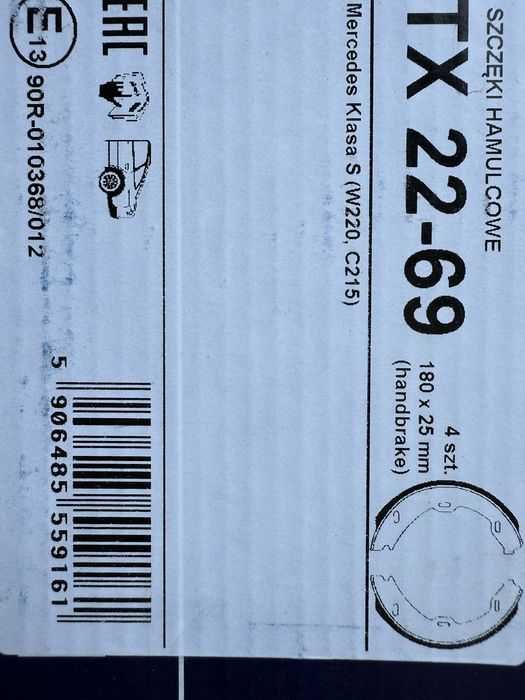 SZCZĘKI HAMULCOWE
TX 22-69
4 szt.
180 x 25 mm
(handbrake)
Mercedes Klasa S (W220, C215)
EAC
E 13 90R-010368/012
5 906485 559161